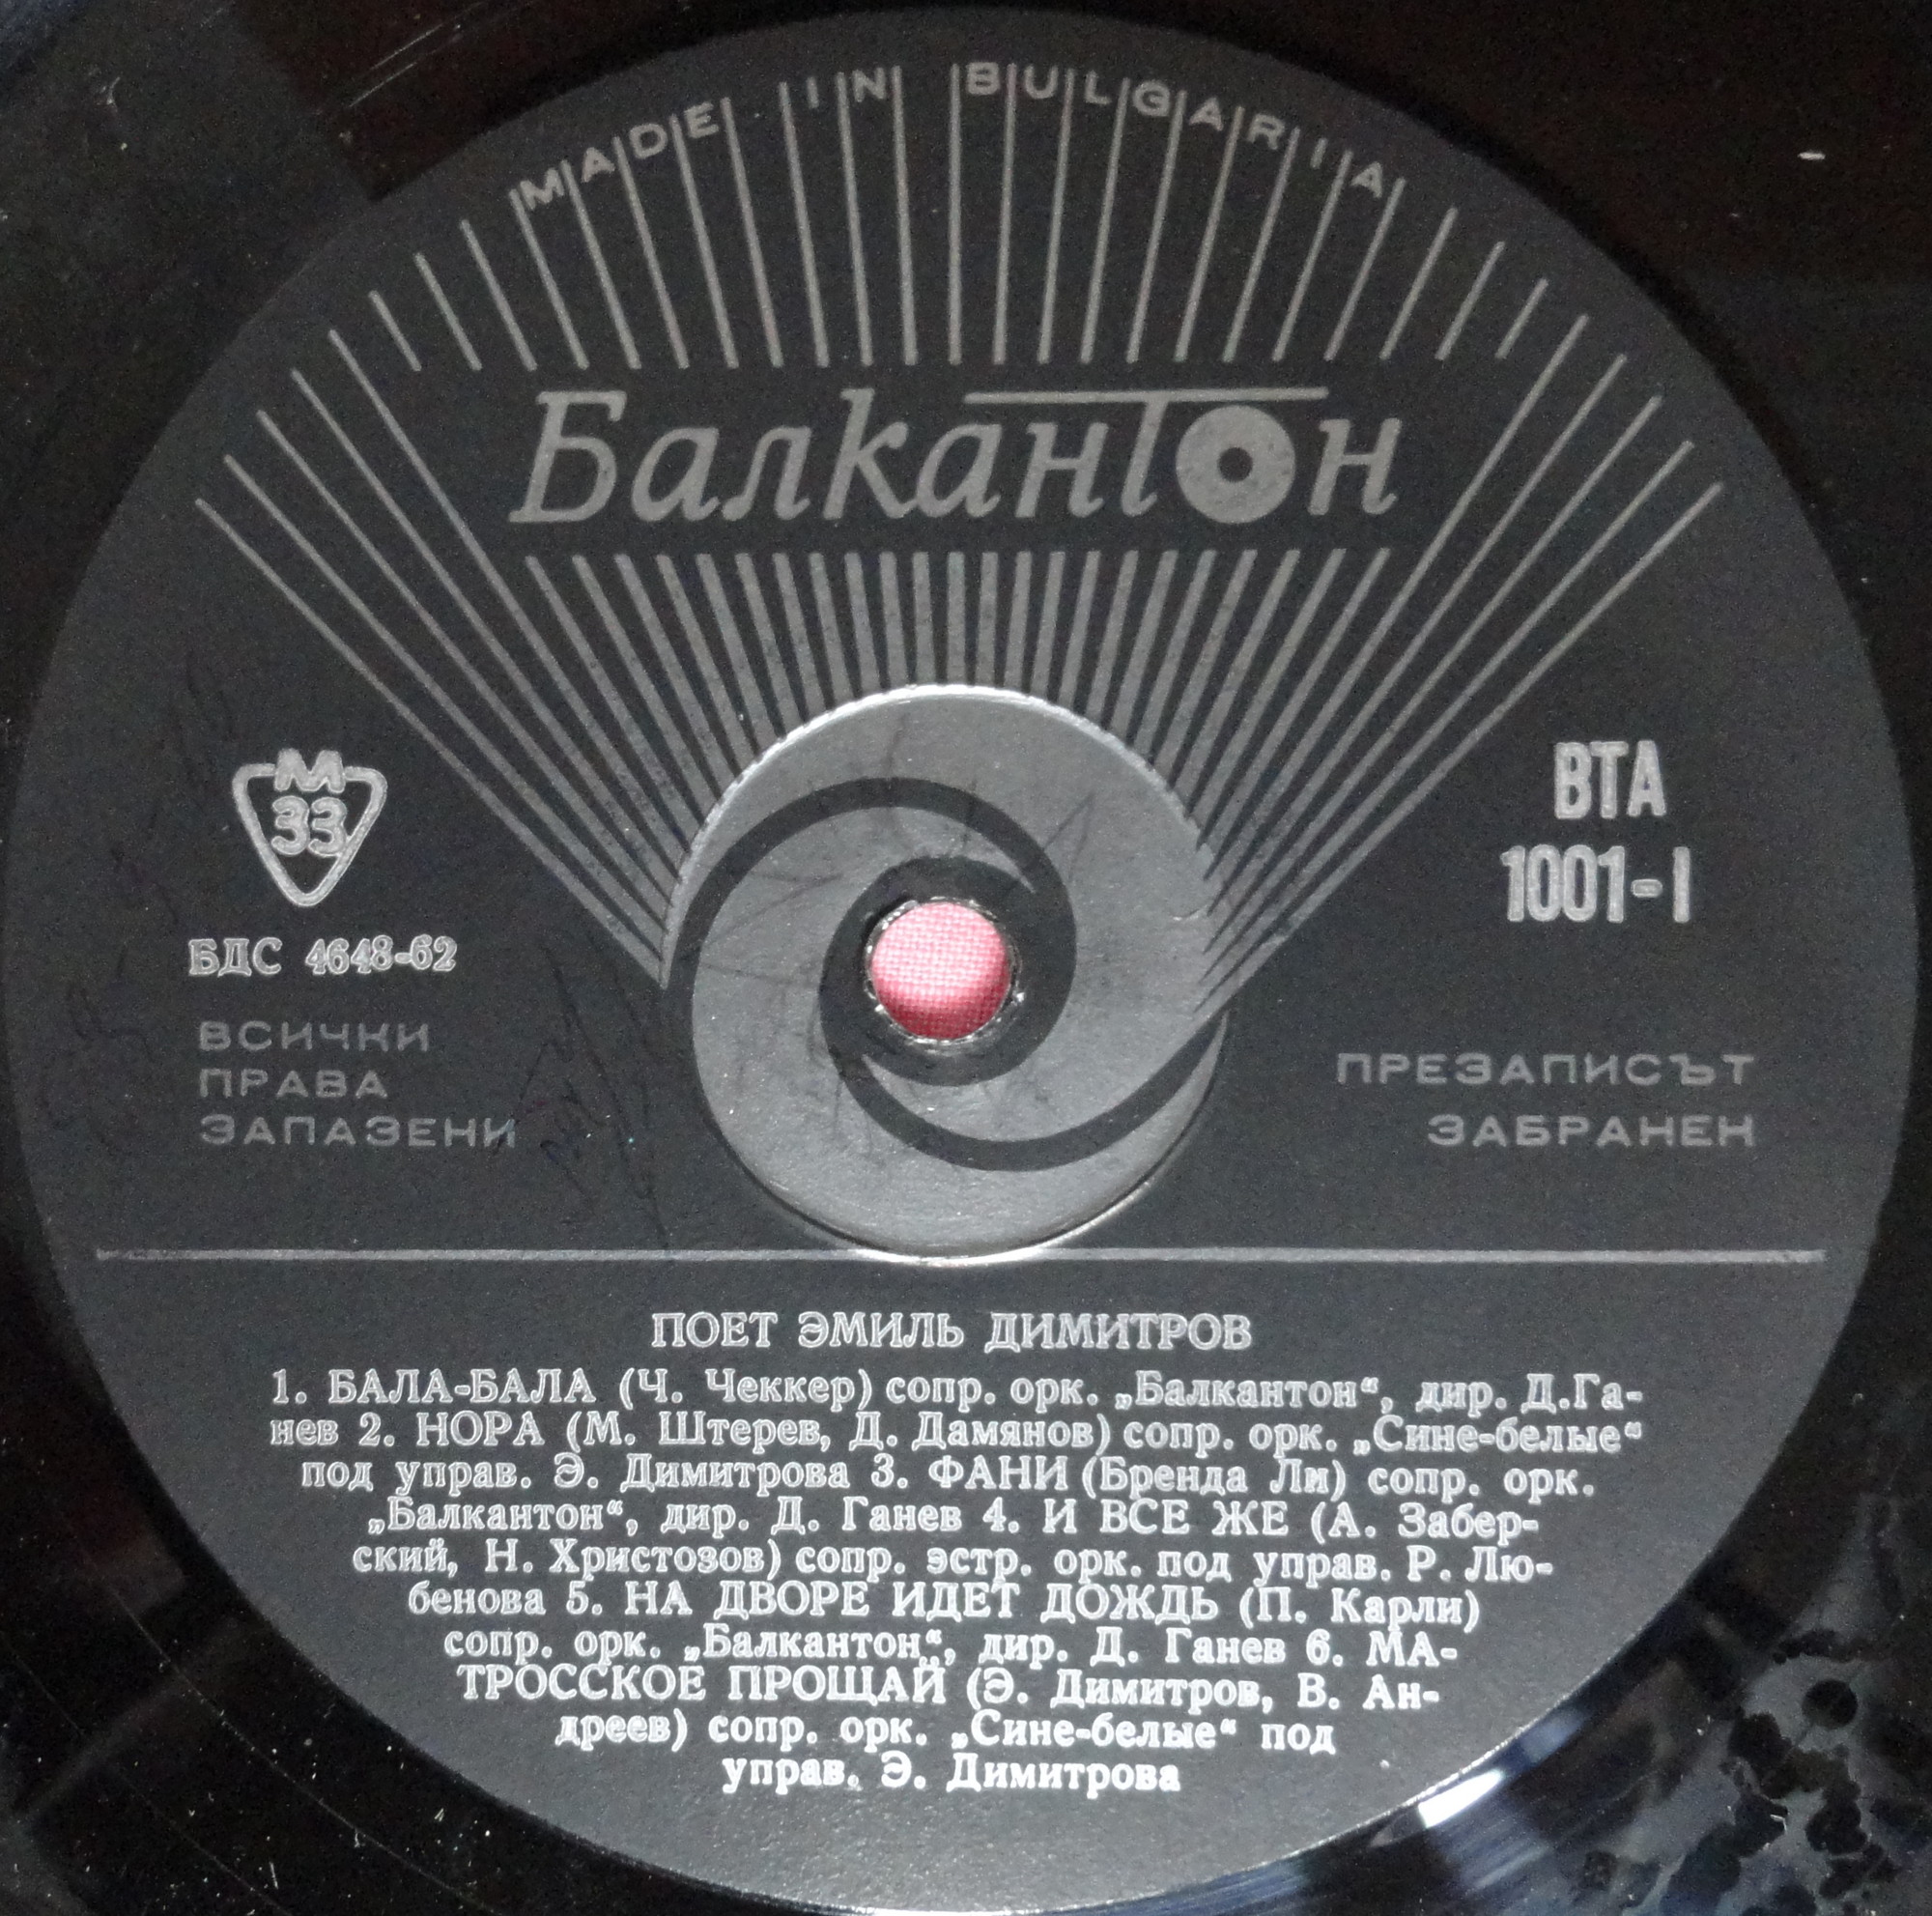 MADE IN BULGARIA
Балкантон
М
33
ВТА
1001-I
БДС 4648-62
ВСИЧКИ
ПРАВА
ЗАПАЗЕНИ
ПРЕЗАПИСЪТ
ЗАБРАНЕН
ПОЕТ ЭМИЛЬ ДИМИТРОВ
1. БАЛА-БАЛА (Ч. Чеккер) сопр. орк. „Балкантон“, дир. Д.Га-
нев 2. НОРА (М. Штерев, Д. Дамянов) сопр. орк. „Сине-белые“
под управ. Э. Димитрова 3. ФАНИ (Бренда Ли) сопр. орк.
„Балкантон“, дир. Д. Ганев 4. И ВСЕ ЖЕ (А. Забер-
ский, Н. Христозов) сопр. эстр. орк. под управ. Р. Лю-
бенова 5. НА ДВОРЕ ИДЕТ ДОЖДЬ (П. Карли)
сопр. орк. „Балкантон“, дир. Д. Ганев 6. МА-
ТРОССКОЕ ПРОЩАЙ (Э. Димитров, В. Ан-
дреев) сопр. орк. „Сине-белые“ под
управ. Э. Димитрова